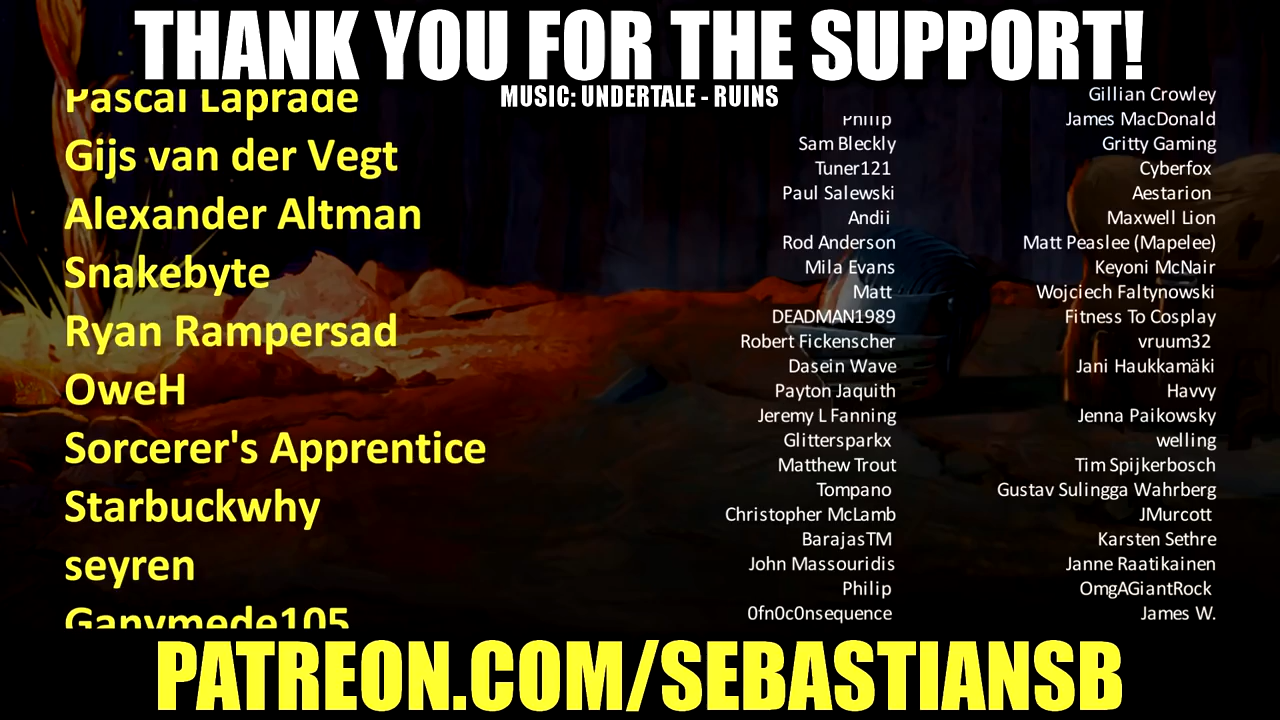 THANK YOU FOR THE SUPPORT!
MUSIC: UNDERTALE - RUINS
Pascal Laprade
Gijs van der Vegt
Alexander Altman
Snakebyte
Ryan Rampersad
OweH
Sorcerer's Apprentice
Starbuckwhy
seyren
Ganymede105
Philip
Sam Bleckly
Tuner121
Paul Salewski
Andii
Rod Anderson
Mila Evans
Matt
DEADMAN1989
Robert Fickenscher
Dasein Wave
Payton Jaquith
Jeremy L Fanning
Glittersparkx
Matthew Trout
Tompano
Christopher McLamb
BarajasTM
John Massouridis
Philip
0fn0c0nsequence
Gillian Crowley
James MacDonald
Gritty Gaming
Cyberfox
Aestarion
Maxwell Lion
Matt Peaslee (Mapelee)
Keyoni McNair
Wojciech Faltynowski
Fitness To Cosplay
vruum32
Jani Haukkamäki
Havvy
Jenna Paikowsky
welling
Tim Spijkerbosch
Gustav Sulingga Wahrberg
JMurcott
Karsten Sethre
Janne Raatikainen
OmgAGiantRock
James W.
PATREON.COM/SEBASTIANSB